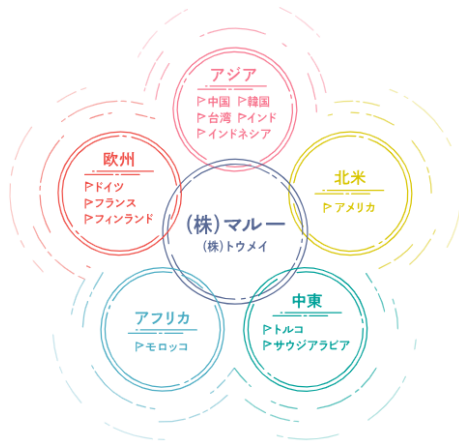 アジア
中国 韓国
台湾 インド
インドネシア
欧州
ドイツ
フランス
フィンランド
北米
アメリカ
(株)マルー
(株)トウメイ
アフリカ
モロッコ
中東
トルコ
サウジアラビア